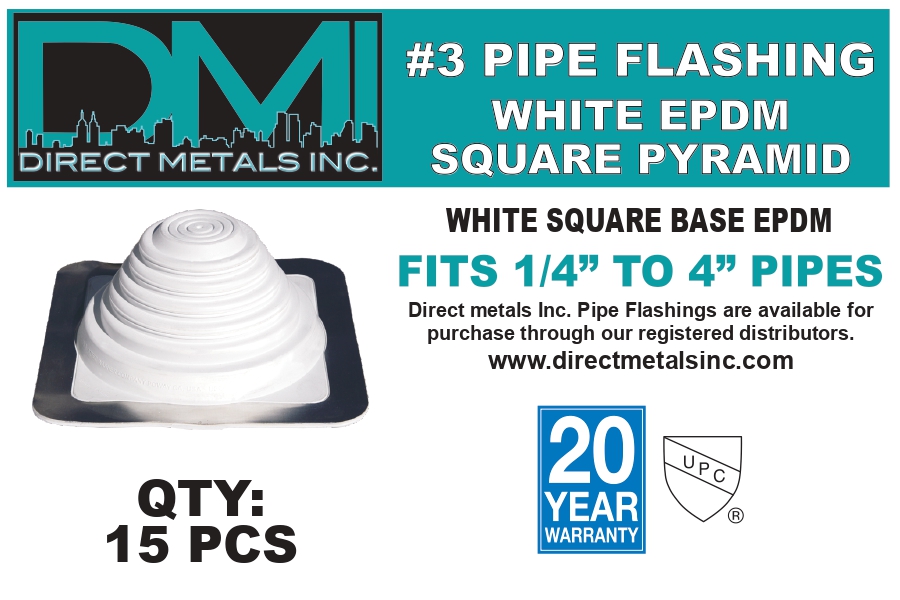 DMI
DIRECT METALS INC.
#3 PIPE FLASHING
WHITE EPDM
SQUARE PYRAMID
WHITE SQUARE BASE EPDM
FITS 1/4” TO 4” PIPES
Direct metals Inc. Pipe Flashings are available for
purchase through our registered distributors.
www.directmetalsinc.com
QTY:
15 PCS
20
YEAR
WARRANTY
UPC
®